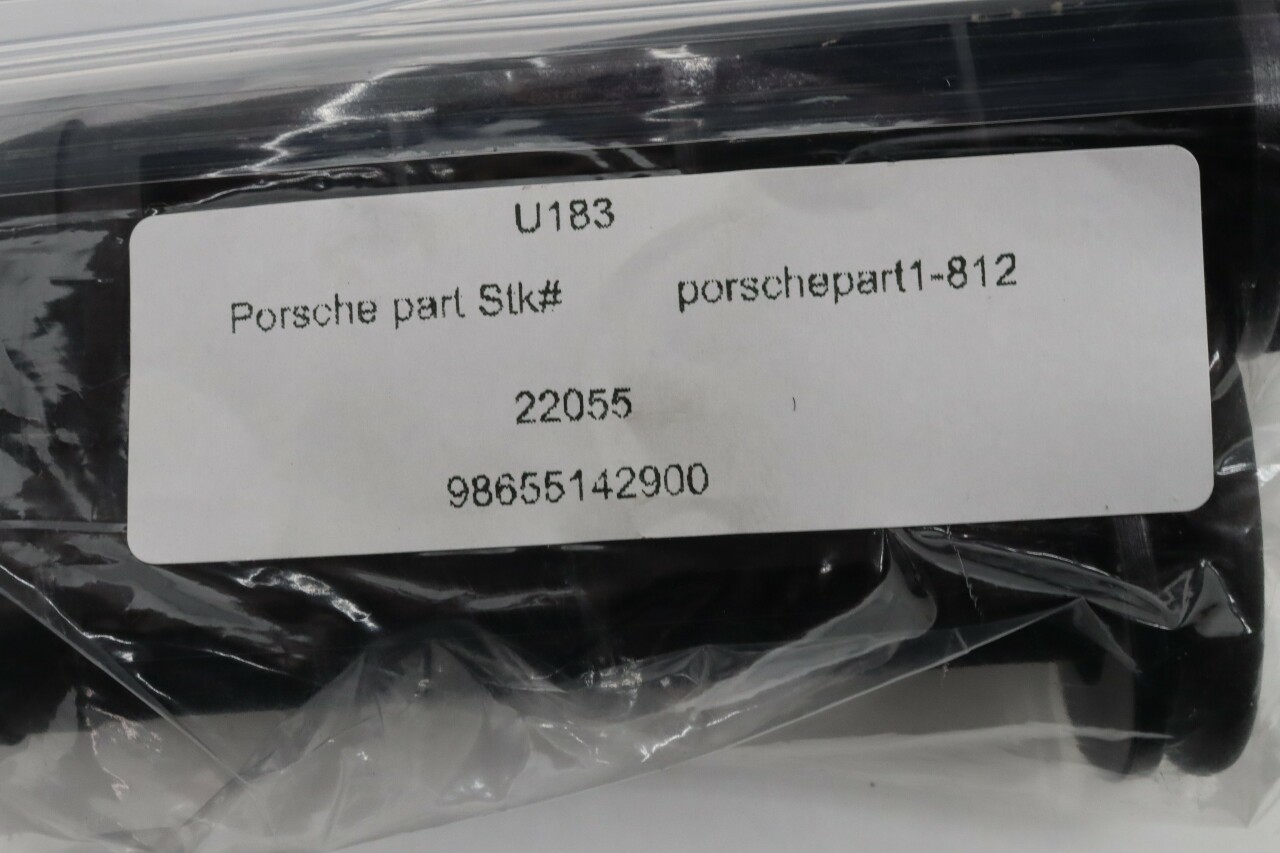 U183
Porsche part Stk# porschepart1-812
22055
98655142900